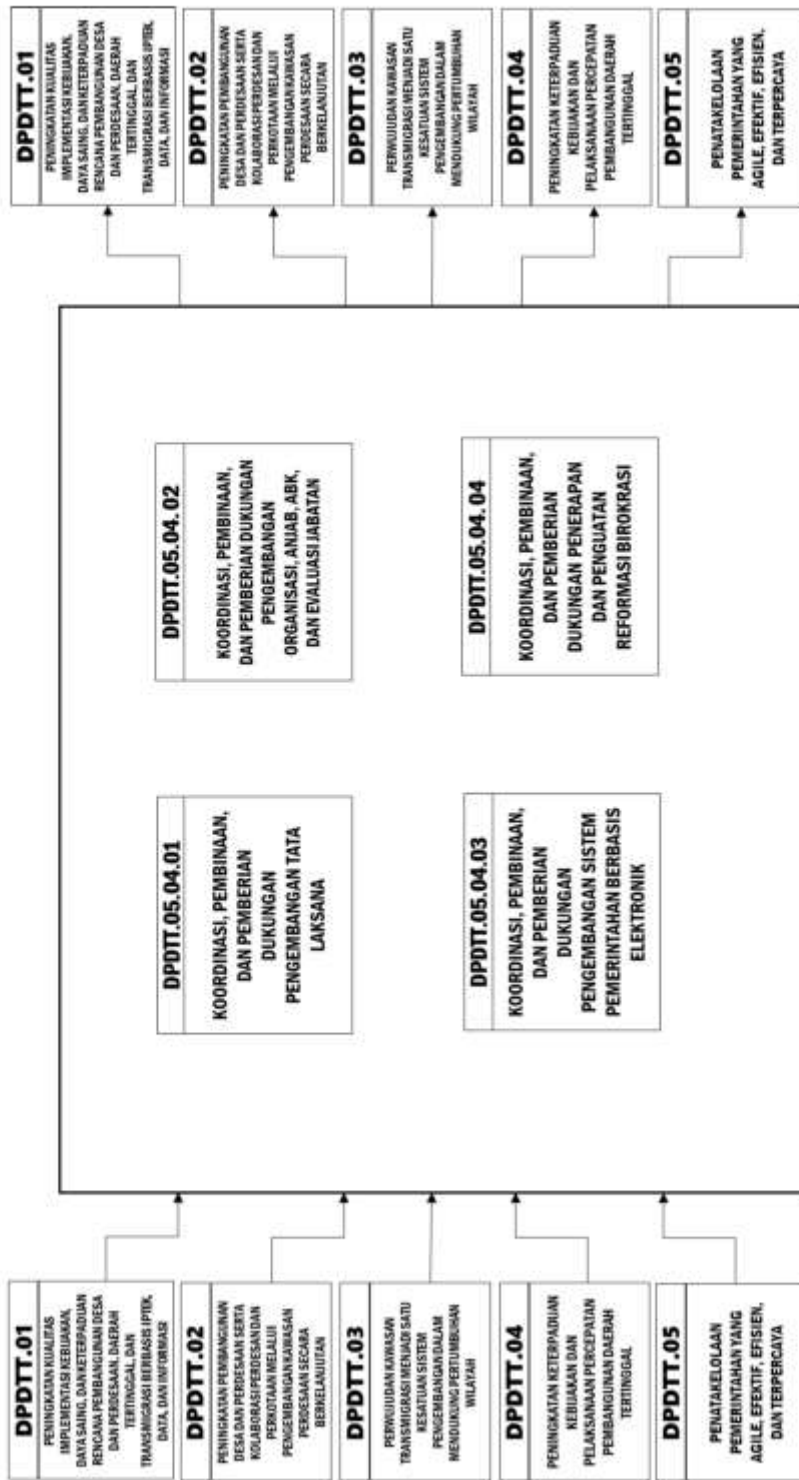 DPDTT.01
PENINGKATAN KUALITAS
IMPLEMENTASI KEBIJAKAN,
DAYA SAING, DAN KETERPADUAN
RENCANA PEMBANGUNAN DESA
DAN PERDESAAN, DAERAH
TERTINGGAL, DAN
TRANSMIGRASI BERBASIS IPTEK,
DATA, DAN INFORMASI
DPDTT.02
PENINGKATAN PEMBANGUNAN
DESA DAN PERDESAAN SERTA
KOLABORASI PERDESAAN DAN
PERKOTAAN MELALUI
PENGEMBANGAN KAWASAN
PERDESAAN SECARA
BERKELANJUTAN
DPDTT.03
PERWUJUDAN KAWASAN
TRANSMIGRASI MENJADI SATU
KESATUAN SISTEM
PENGEMBANGAN DALAM
MENDUKUNG PERTUMBUHAN
WILAYAH
DPDTT.04
PENINGKATAN KETERPADUAN
KEBIJAKAN DAN
PELAKSANAAN PERCEPATAN
PEMBANGUNAN DAERAH
TERTINGGAL
DPDTT.05
PENATAKELOLAAN
PEMERINTAHAN YANG
AGILE, EFEKTIF, EFISIEN,
DAN TERPERCAYA
DPDTT.05.04.01
KOORDINASI, PEMBINAAN,
DAN PEMBERIAN
DUKUNGAN
PENGEMBANGAN TATA
LAKSANA
DPDTT.05.04.02
KOORDINASI, PEMBINAAN,
DAN PEMBERIAN DUKUNGAN
PENGEMBANGAN
ORGANISASI, ANJAB, ABK,
DAN EVALUASI JABATAN
DPDTT.05.04.03
KOORDINASI, PEMBINAAN,
DAN PEMBERIAN
DUKUNGAN
PENGEMBANGAN SISTEM
PEMERINTAHAN BERBASIS
ELEKTRONIK
DPDTT.05.04. 04
KOORDINASI, PEMBINAAN,
DAN PEMBERIAN
DUKUNGAN PENERAPAN
DAN PENGUATAN
REFORMASI BIROKRASI
DPDTT.01
PENINGKATAN KUALITAS
IMPLEMENTASI KEBIJAKAN,
DAYA SAING, DAN KETERPADUAN
RENCANA PEMBANGUNAN DESA
DAN PERDESAAN, DAERAH
TERTINGGAL, DAN
TRANSMIGRASI BERBASIS IPTEK,
DATA, DAN INFORMASI
DPDTT.02
PENINGKATAN PEMBANGUNAN
DESA DAN PERDESAAN SERTA
KOLABORASI PERDESAAN DAN
PERKOTAAN MELALUI
PENGEMBANGAN KAWASAN
PERDESAAN SECARA
BERKELANJUTAN
DPDTT.03
PERWUJUDAN KAWASAN
TRANSMIGRASI MENJADI SATU
KESATUAN SISTEM
PENGEMBANGAN DALAM
MENDUKUNG PERTUMBUHAN
WILAYAH
DPDTT.04
PENINGKATAN KETERPADUAN
KEBIJAKAN DAN
PELAKSANAAN PERCEPATAN
PEMBANGUNAN DAERAH
TERTINGGAL
DPDTT.05
PENATAKELOLAAN
PEMERINTAHAN YANG
AGILE, EFEKTIF, EFISIEN,
DAN TERPERCAYA